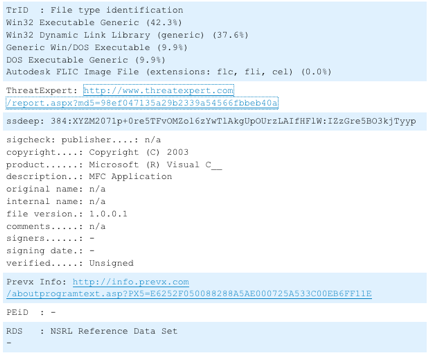 TrID  : File type identification
Win32 Executable Generic (42.3%)
Win32 Dynamic Link Library (generic) (37.6%)
Generic Win/DOS Executable (9.9%)
DOS Executable Generic (9.9%)
Autodesk FLIC Image File (extensions: flc, fli, cel) (0.0%)
ThreatExpert: http://www.threatexpert.com
/report.aspx?md5=98ef047135a29b2339a54566fbbeb40a
ssdeep: 384:XYZM2071p+0re5TFvOMZol6zYwTlAkgUpOUrzLAIfHFlW:IZzGre5BO3kjTyyp
sigcheck: publisher....: n/a
copyright....: Copyright (C) 2003
product......: Microsoft (R) Visual C__
description..: MFC Application
original name: n/a
internal name: n/a
file version.: 1.0.0.1
comments.....: n/a
signers......: -
signing date.: -
verified.....: Unsigned
Prevx Info: http://info.prevx.com
/aboutprogramtext.asp?PX5=E6252F050088288A5AE000725A533C00EB6FF11E
PEiD  : -
RDS   : NSRL Reference Data Set
-